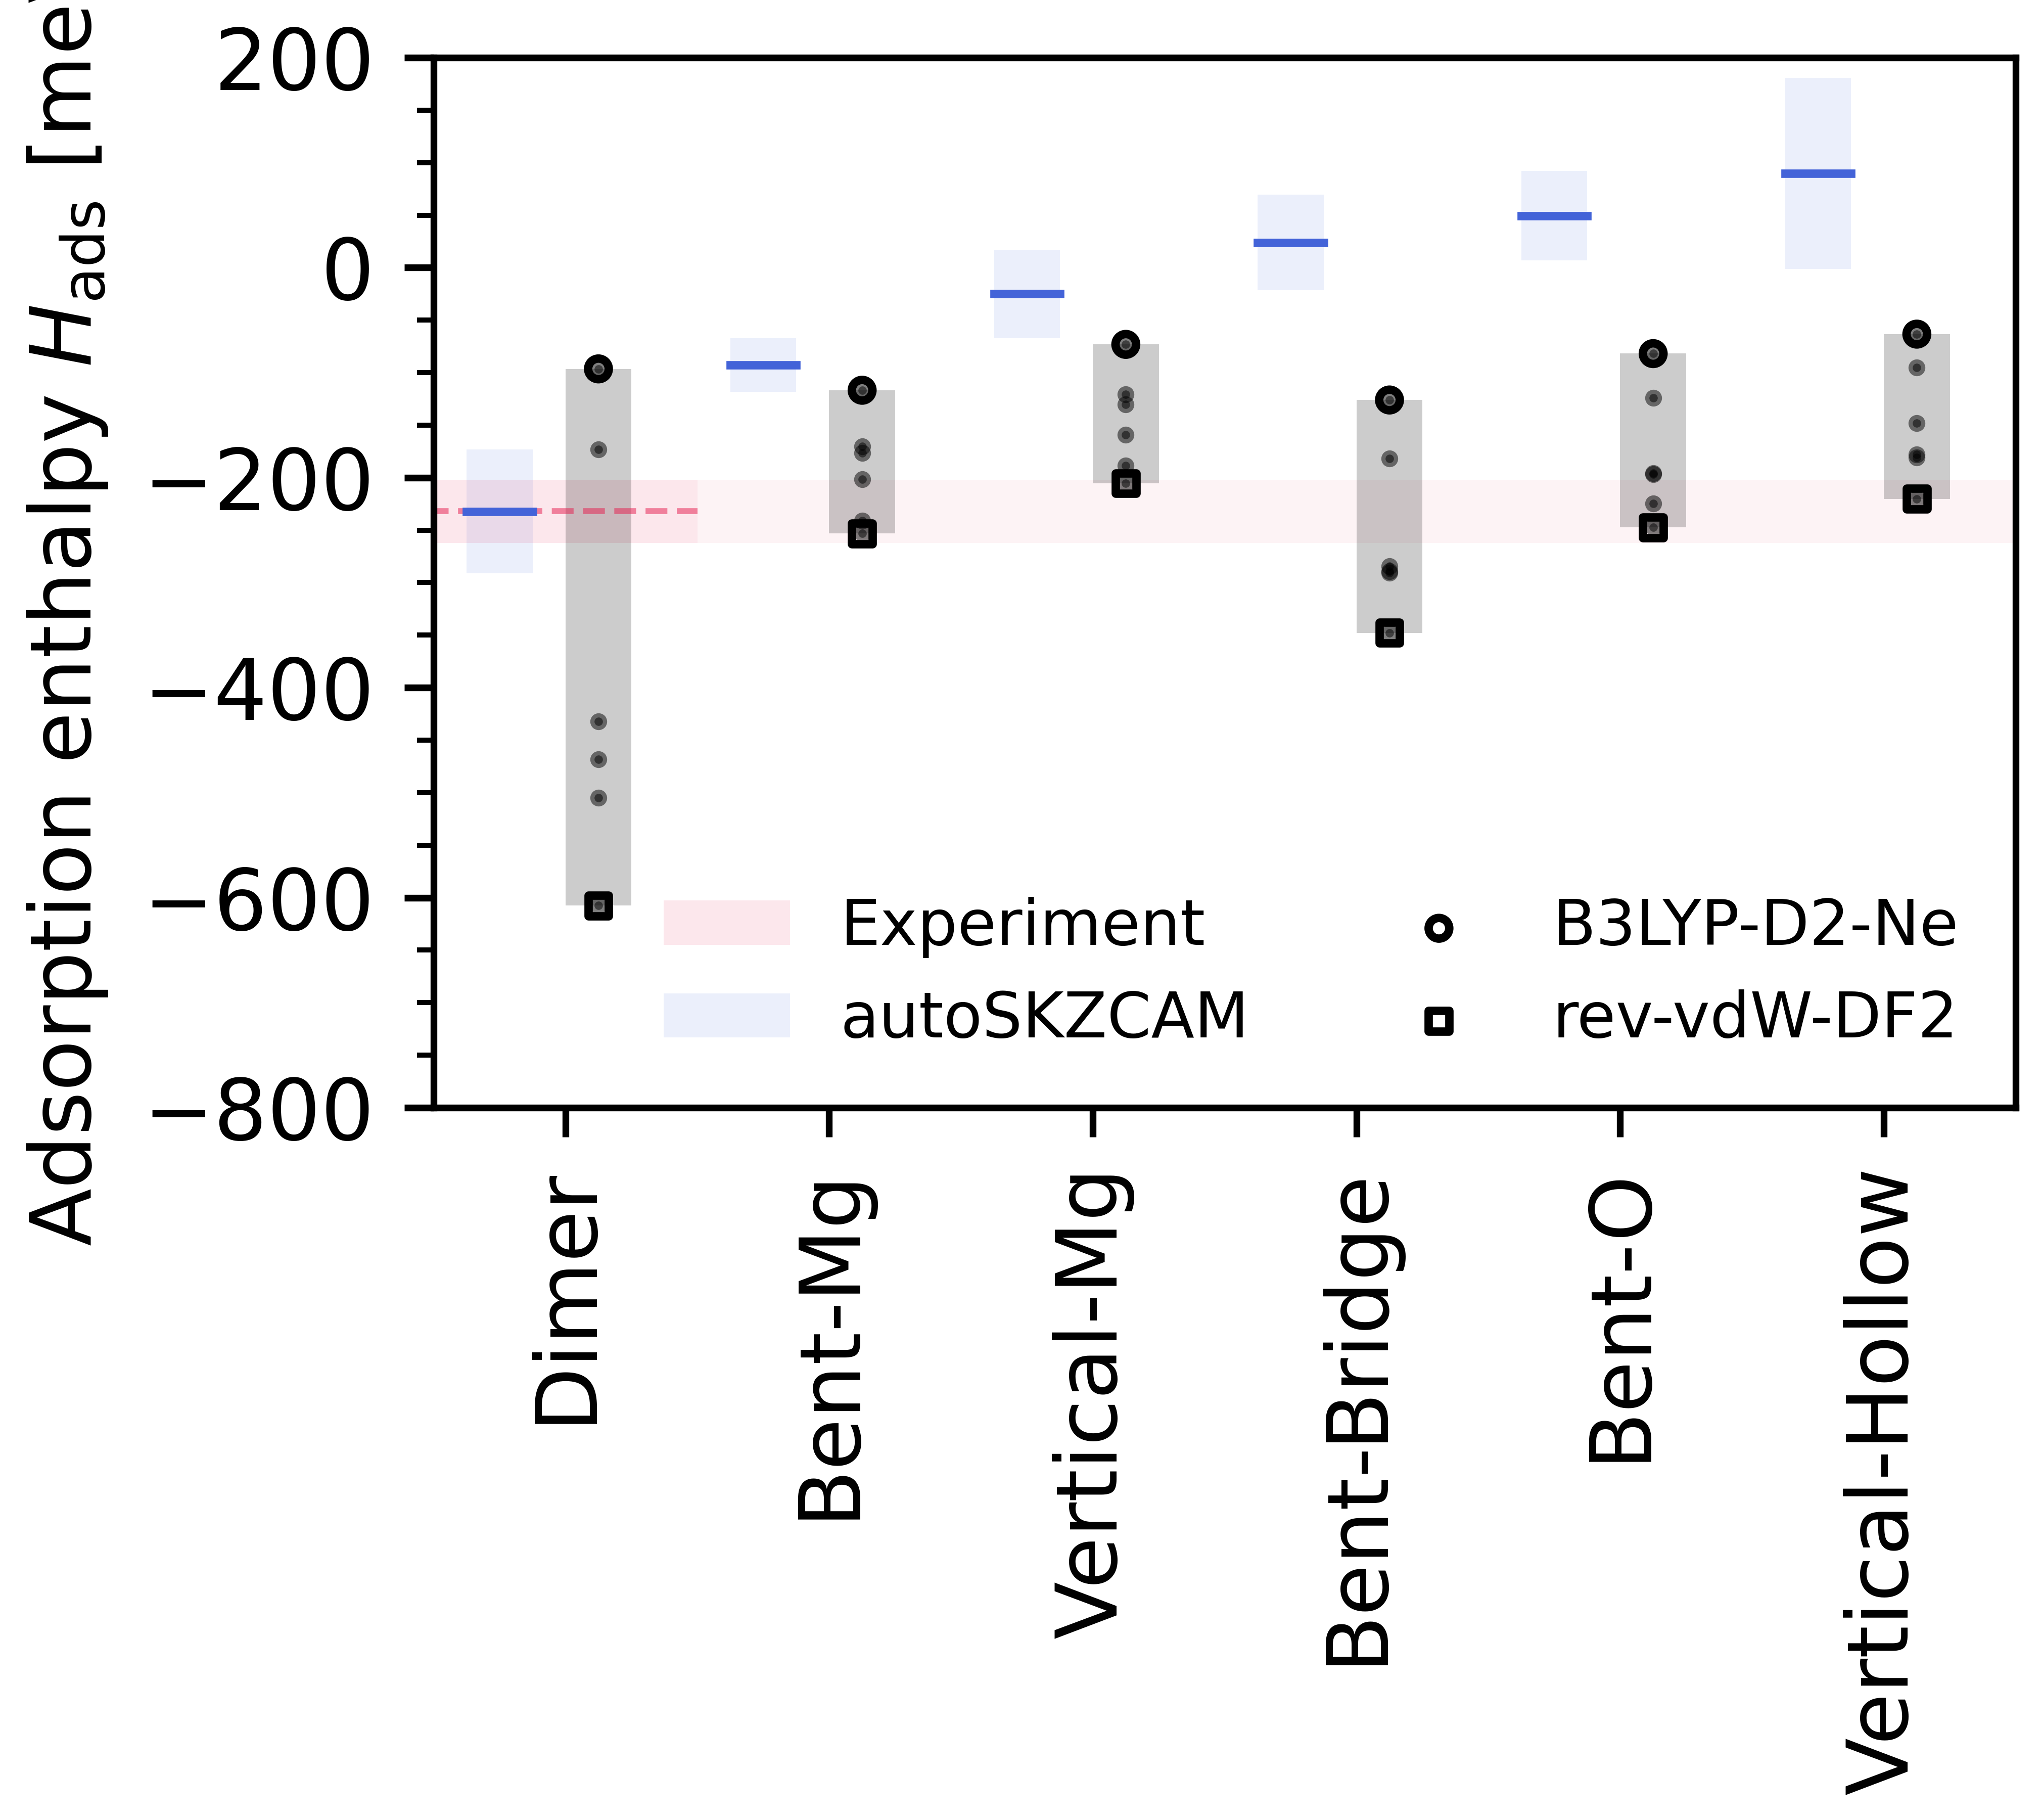 Adsorption enthalpy Hads [me
200
0
−200
−400
−600
−800
Experiment
autoSKZCAM
B3LYP-D2-Ne
rev-vdW-DF2
Dimer
Bent-Mg
Vertical-Mg
Bent-Bridge
Bent-O
Vertical-Hollow